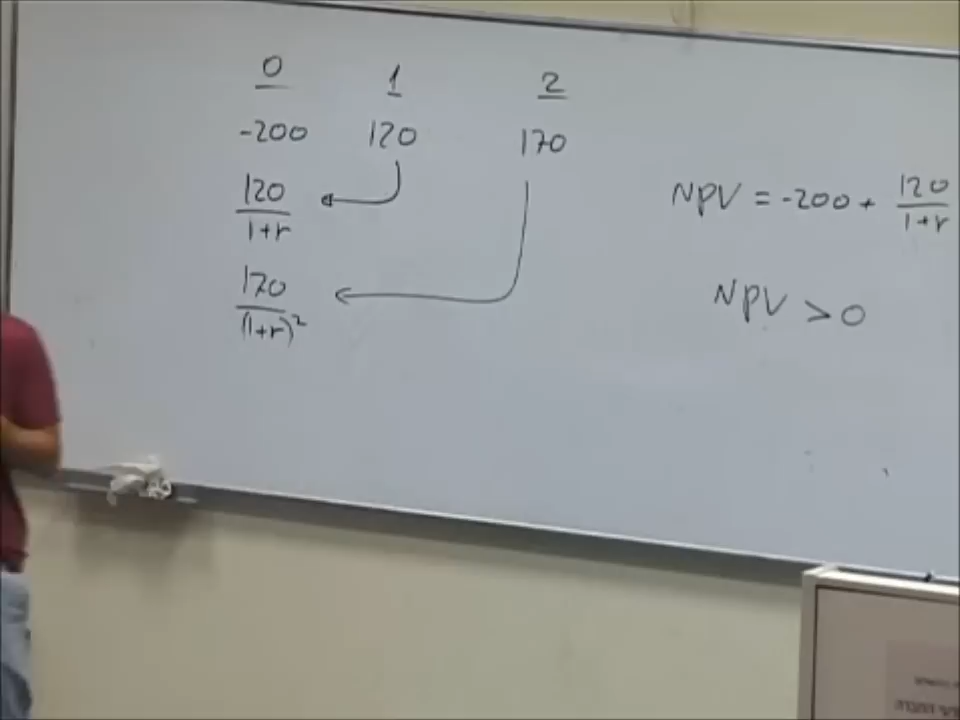 0 1 2
-200 120 170
120/1+r
170/(1+r)²
NPV = -200 + 120/1+r
NPV > 0